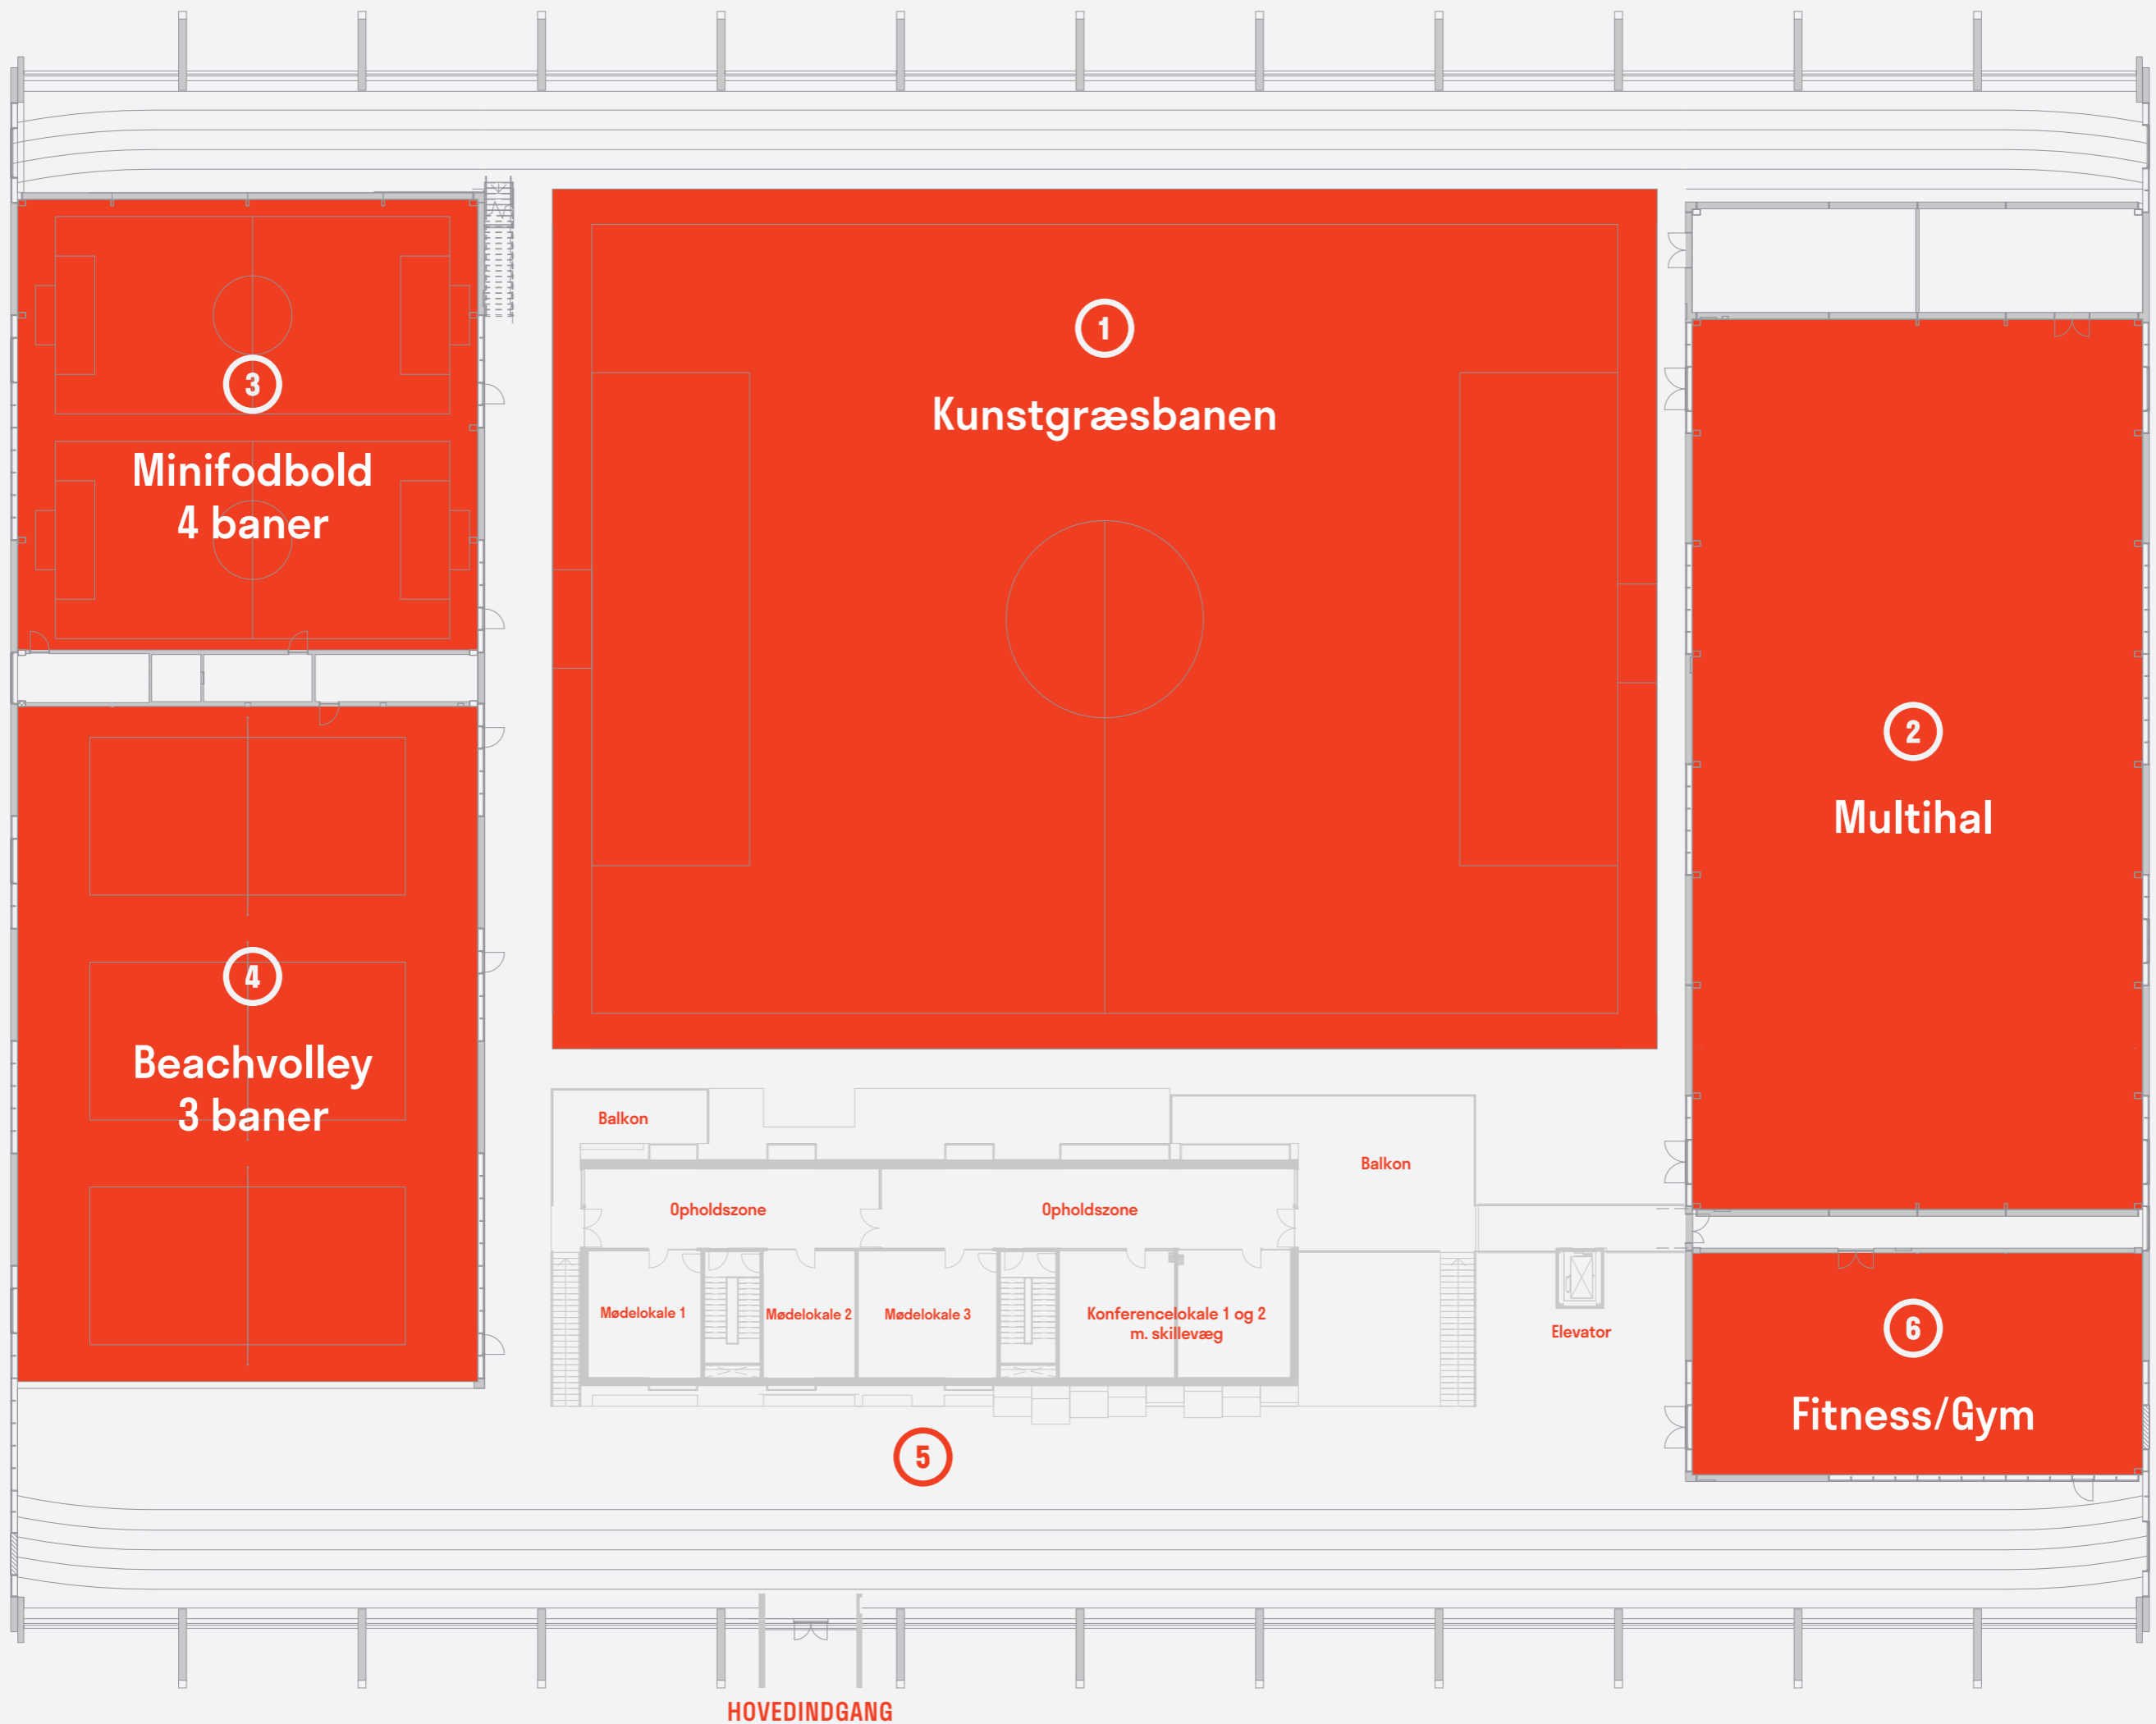 1
Kunstgræsbanen
3
Minifodbold
4 baner
2
Multihal
4
Beachvolley
3 baner
Balkon
Balkon
Opholdszone
Opholdszone
Mødelokale 1
Mødelokale 2
Mødelokale 3
Konferencelokale 1 og 2
m. skillevæg
Elevator
6
Fitness/Gym
5
HOVEDINDGANG